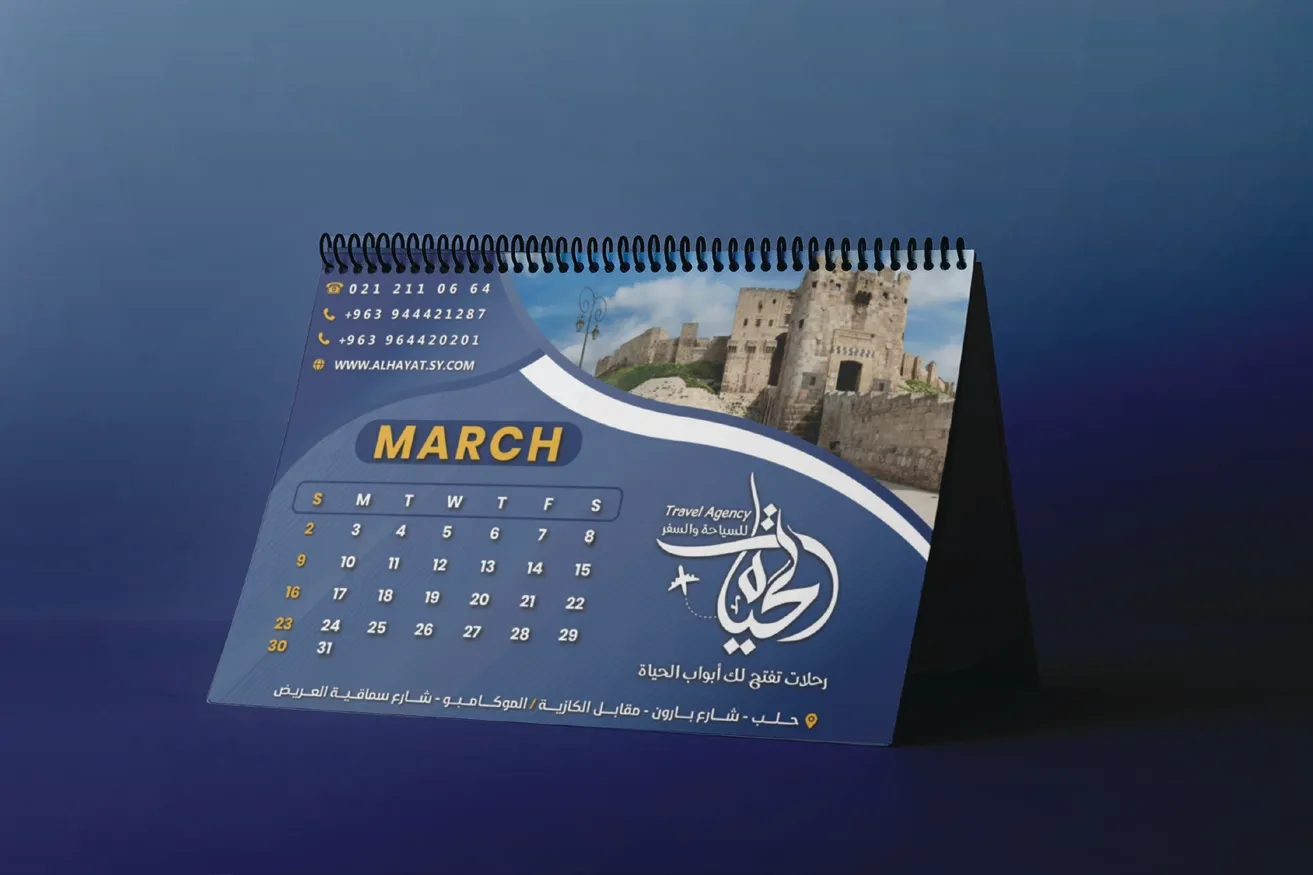 021 211 06 64
+963 944421287
+963 964420201
WWW.ALHAYAT.SY.COM
MARCH
S M T W T F S
2 3 4 5 6 7 8
9 10 11 12 13 14 15
16 17 18 19 20 21 22
23 24 25 26 27 28 29
30 31
Travel Agency
للسياحة والسفر
الحياة
رحلات تفتح لك أبواب الحياة
حلب - شارع بارون - مقابل الكازية / الموكامبو - شارع سماقية العريض